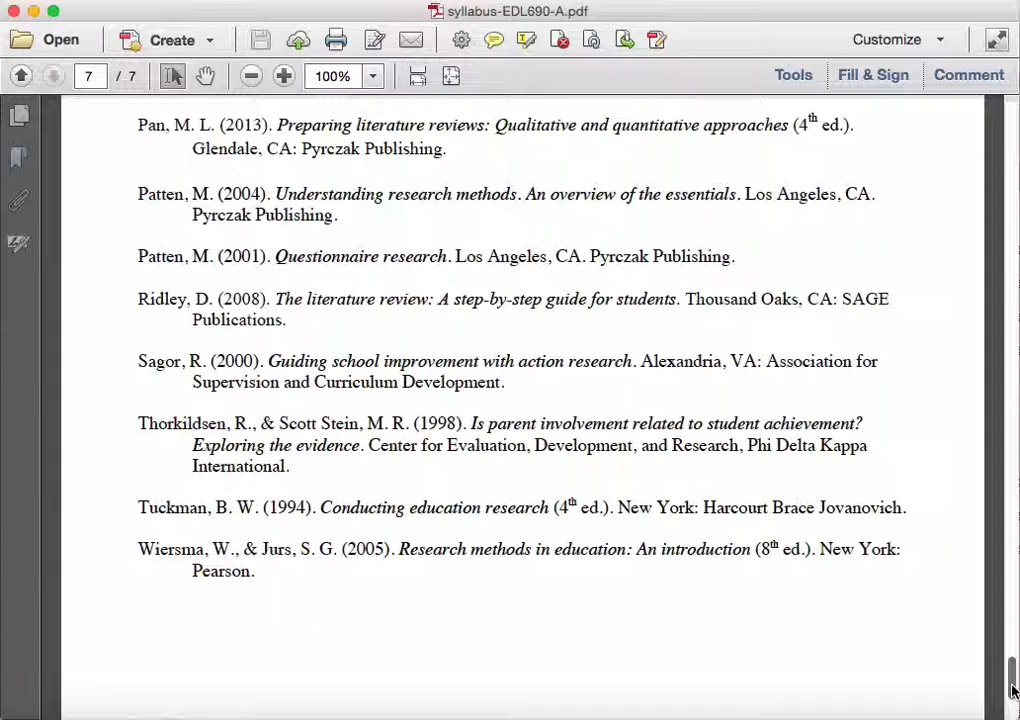 syllabus-EDL690-A.pdf
Open Create Customize
7 / 7 100% Tools Fill & Sign Comment
Pan, M. L. (2013). Preparing literature reviews: Qualitative and quantitative approaches (4th ed.).
Glendale, CA: Pyrczak Publishing.
Patten, M. (2004). Understanding research methods. An overview of the essentials. Los Angeles, CA.
Pyrczak Publishing.
Patten, M. (2001). Questionnaire research. Los Angeles, CA. Pyrczak Publishing.
Ridley, D. (2008). The literature review: A step-by-step guide for students. Thousand Oaks, CA: SAGE
Publications.
Sagor, R. (2000). Guiding school improvement with action research. Alexandria, VA: Association for
Supervision and Curriculum Development.
Thorkildsen, R., & Scott Stein, M. R. (1998). Is parent involvement related to student achievement?
Exploring the evidence. Center for Evaluation, Development, and Research, Phi Delta Kappa
International.
Tuckman, B. W. (1994). Conducting education research (4th ed.). New York: Harcourt Brace Jovanovich.
Wiersma, W., & Jurs, S. G. (2005). Research methods in education: An introduction (8th ed.). New York:
Pearson.